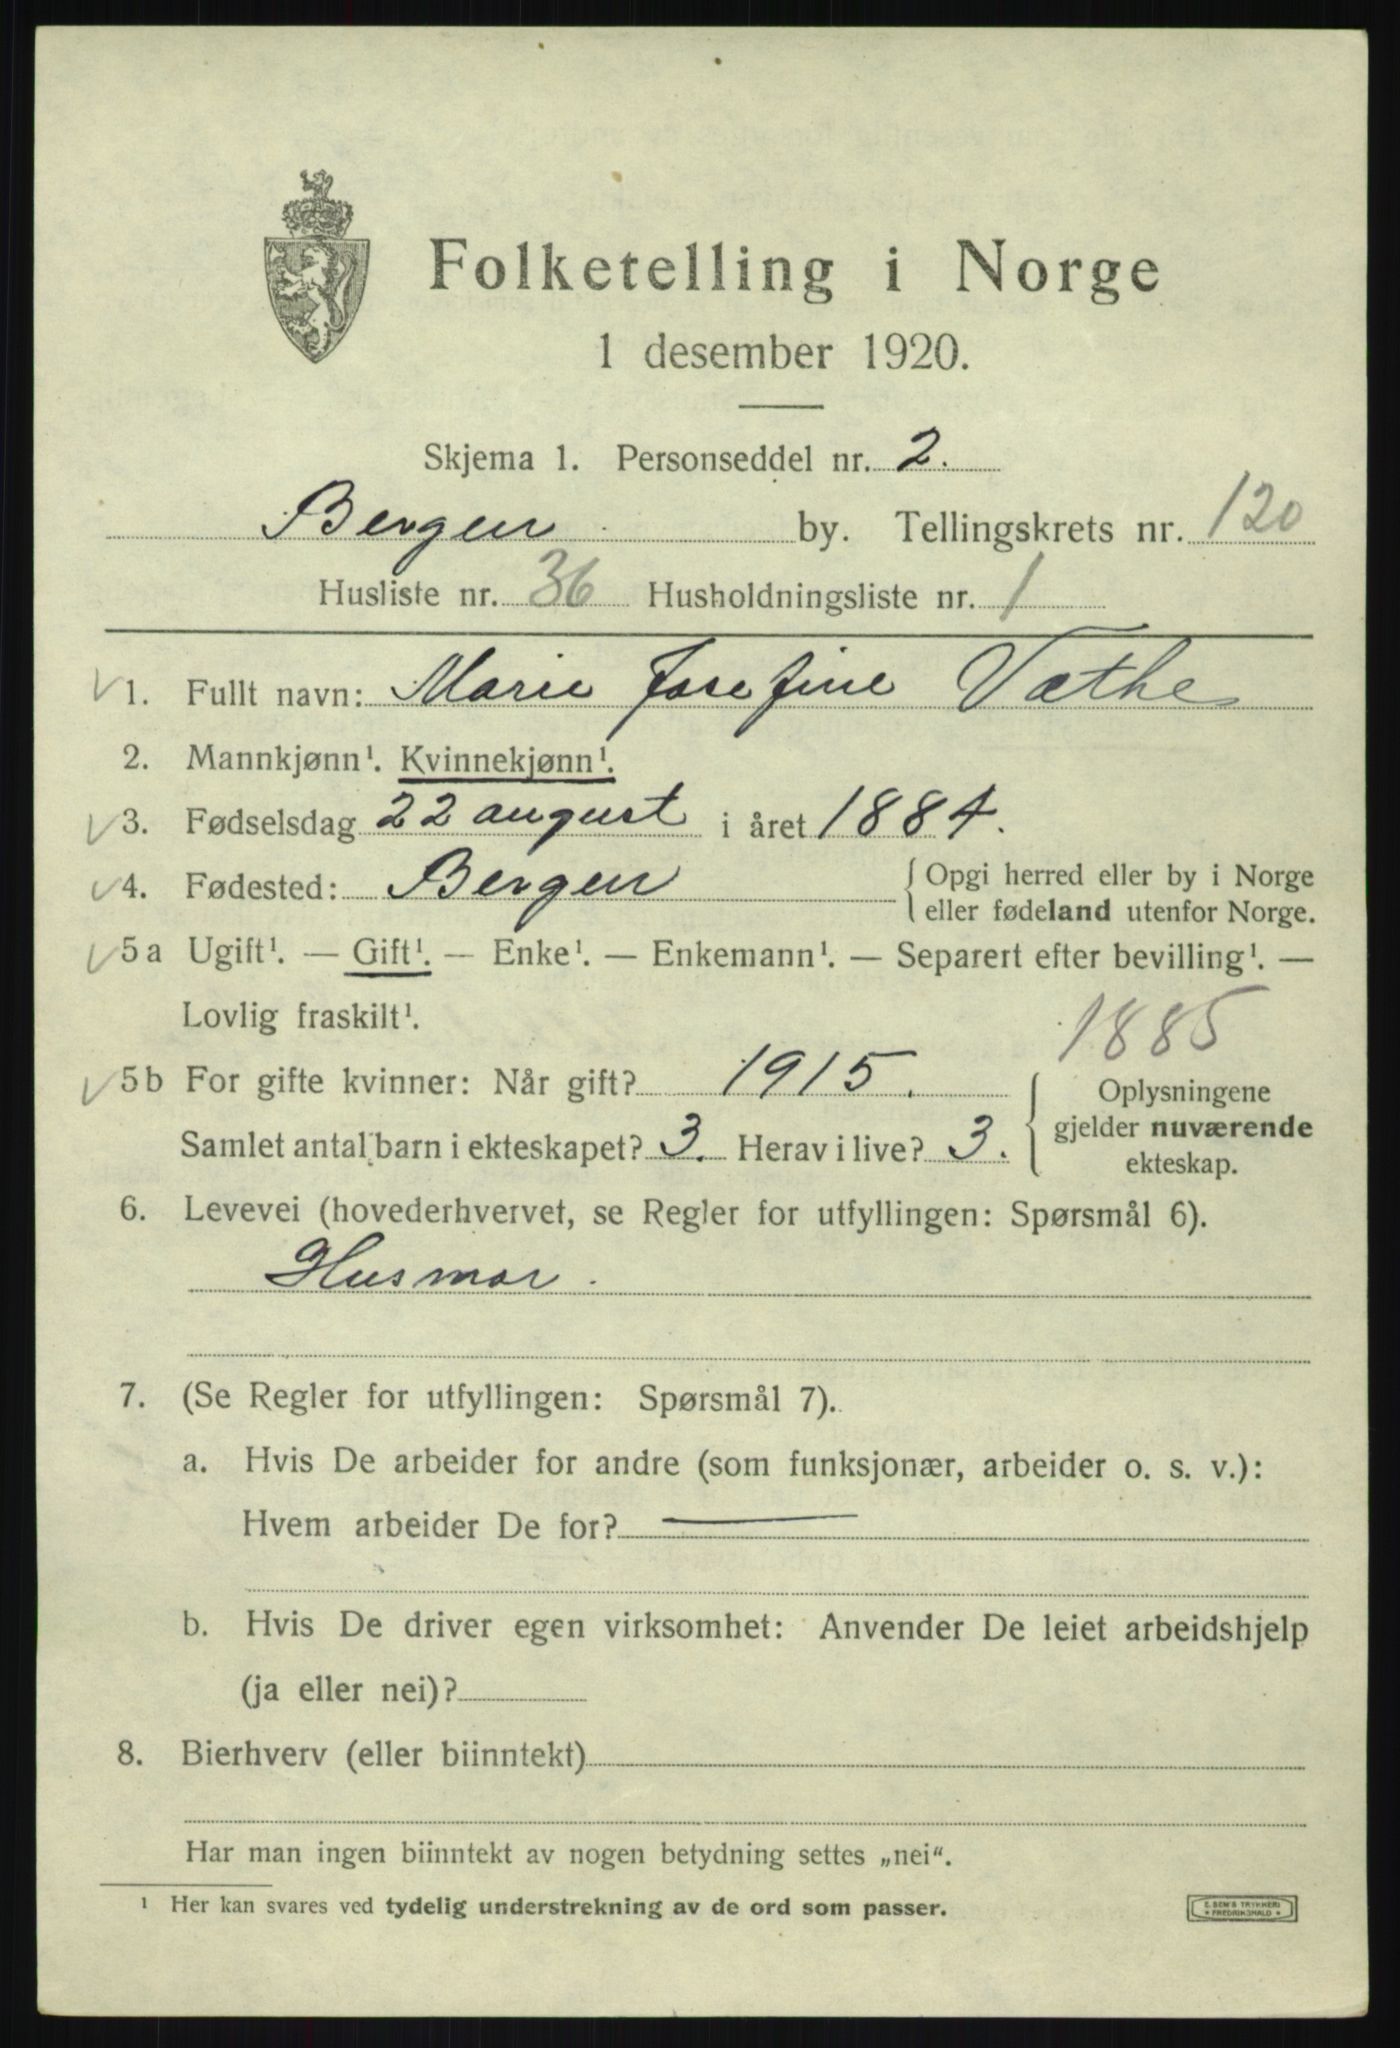 Folketelling i Norge
1 desember 1920.
Skjema 1. Personseddel nr. 2.
Bergen by. Tellingskrets nr. 120
Husliste nr. 36 Husholdningsliste nr. 1
1. Fullt navn: Marie Josefine Væthe
2. Mannkjønn¹. Kvinnekjønn¹.
3. Fødselsdag 22 august i året 1884.
4. Fødested: Bergen { Opgi herred eller by i Norge
eller fødeland utenfor Norge.
5a Ugift¹. — Gift¹. — Enke¹. — Enkemann¹. — Separert efter bevilling¹. —
Lovlig fraskilt¹.
1885
5b For gifte kvinner: Når gift? 1915.
Samlet antal barn i ekteskapet? 3. Herav i live? 3.
{ Oplysningene
gjelder nuværende
ekteskap.
6. Levevei (hovederhvervet, se Regler for utfyllingen: Spørsmål 6).
Husmor.
7. (Se Regler for utfyllingen: Spørsmål 7).
a. Hvis De arbeider for andre (som funksjonær, arbeider o. s. v.):
Hvem arbeider De for? —
b. Hvis De driver egen virksomhet: Anvender De leiet arbeidshjelp
(ja eller nei)?
8. Bierhverv (eller biinntekt)
Har man ingen biinntekt av nogen betydning settes „nei“.
¹ Her kan svares ved tydelig understrekning av de ord som passer.
E. SEM'S TRYKKERI
* FREDRIKSHALD *